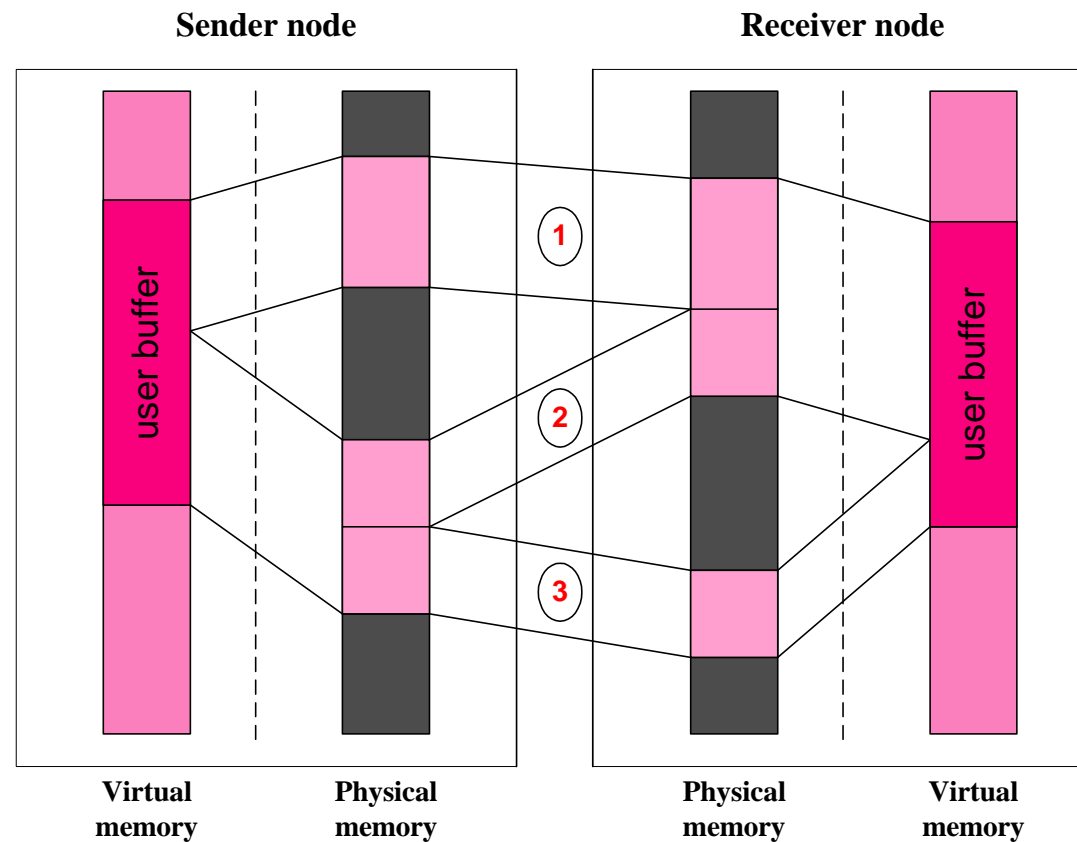 Sender node
Receiver node
user buffer
1
2
3
user buffer
Virtual
memory
Physical
memory
Physical
memory
Virtual
memory